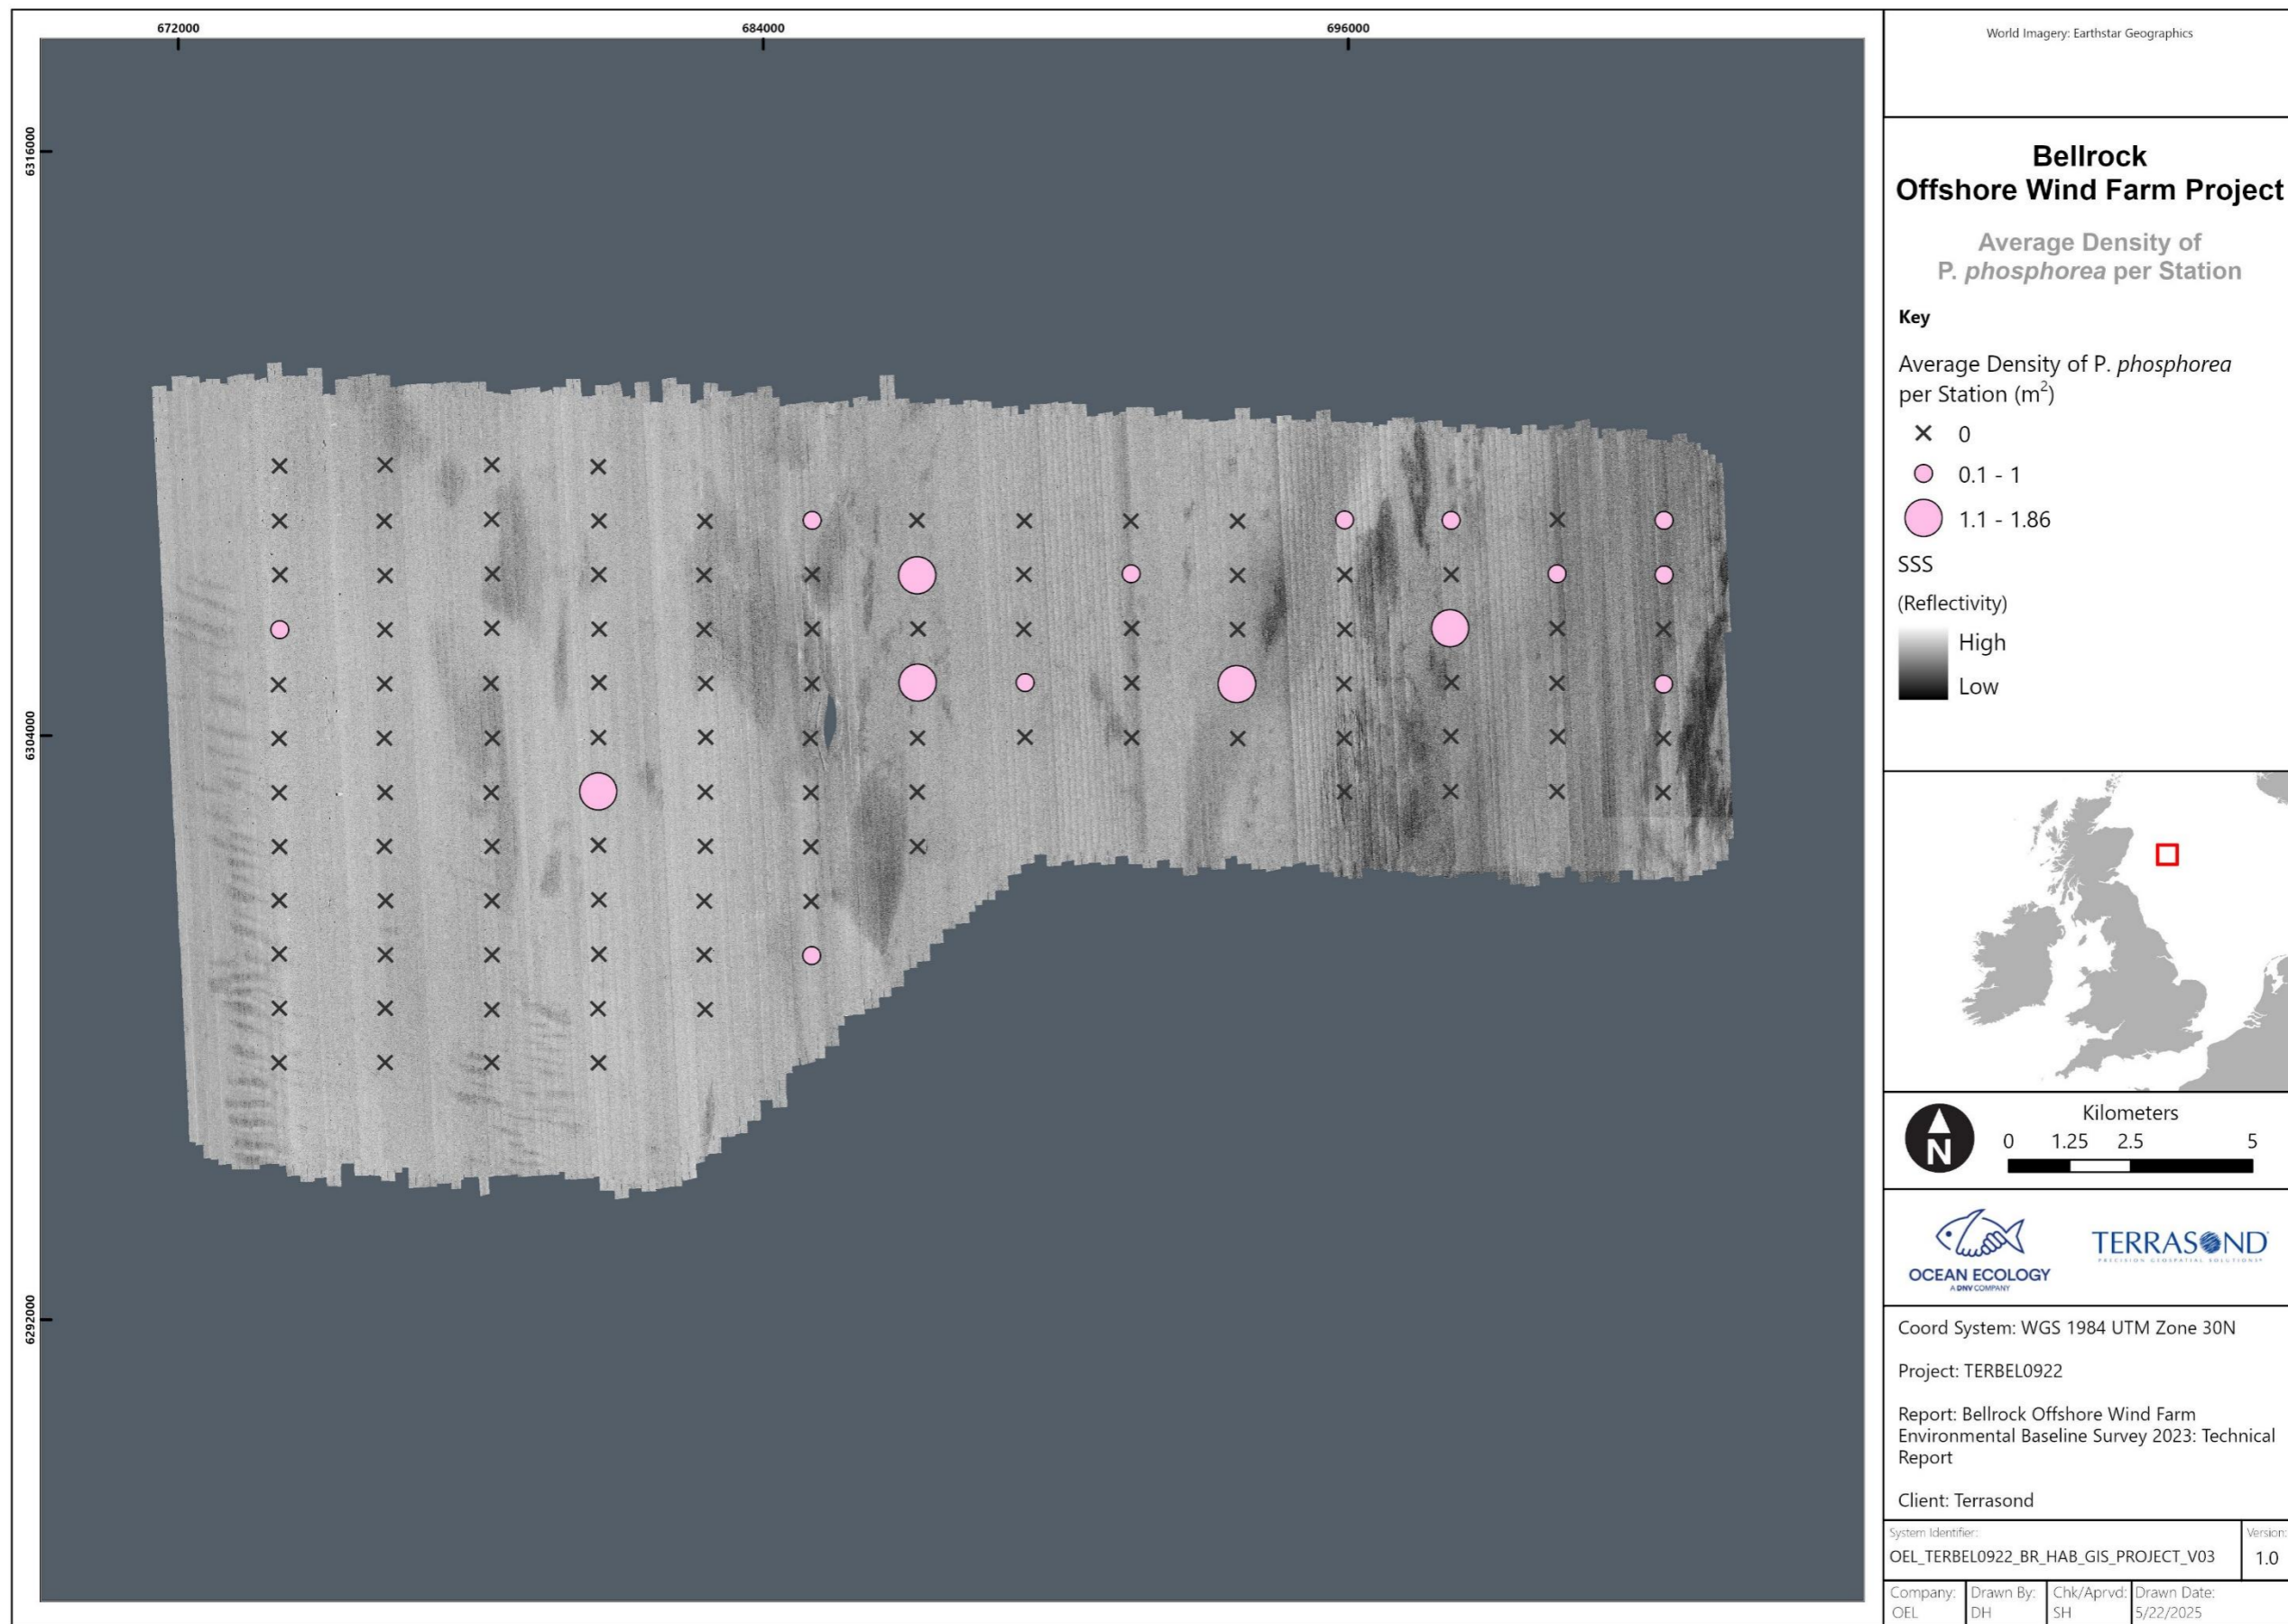 672000
684000
696000
6316000
6304000
6292000
World Imagery: Earthstar Geographics
Bellrock
Offshore Wind Farm Project
Average Density of
P. phosphorea per Station
Key
Average Density of P. phosphorea
per Station (m²)
0
0.1 - 1
1.1 - 1.86
SSS
(Reflectivity)
High
Low
N
Kilometers
0 1.25 2.5 5
OCEAN ECOLOGY
A DNV COMPANY
TERRASOND
PRECISION GEOSPATIAL SOLUTIONS®
Coord System: WGS 1984 UTM Zone 30N
Project: TERBEL0922
Report: Bellrock Offshore Wind Farm
Environmental Baseline Survey 2023: Technical
Report
Client: Terrasond
System Identifier:
OEL_TERBEL0922_BR_HAB_GIS_PROJECT_V03
Version:
1.0
Company:
OEL
Drawn By:
DH
Chk/Aprvd:
SH
Drawn Date:
5/22/2025